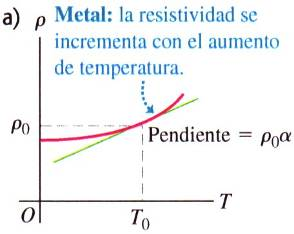 a) ρ Metal: la resistividad se
incrementa con el aumento
de temperatura.
ρ₀
Pendiente = ρ₀α
T
O
T₀